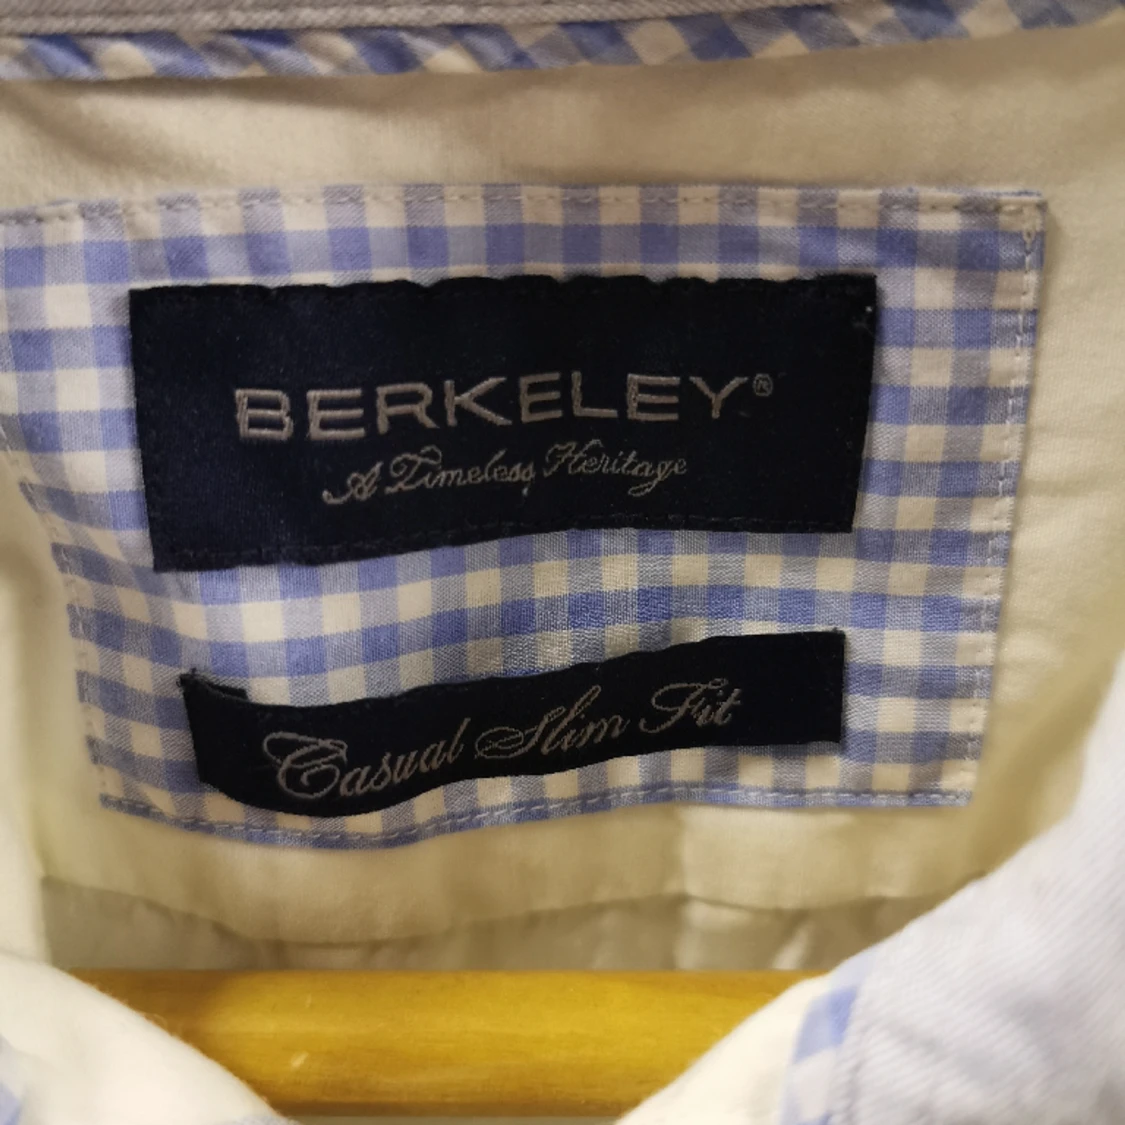 BERKELEY®
A Timeless Heritage
Casual Slim Fit